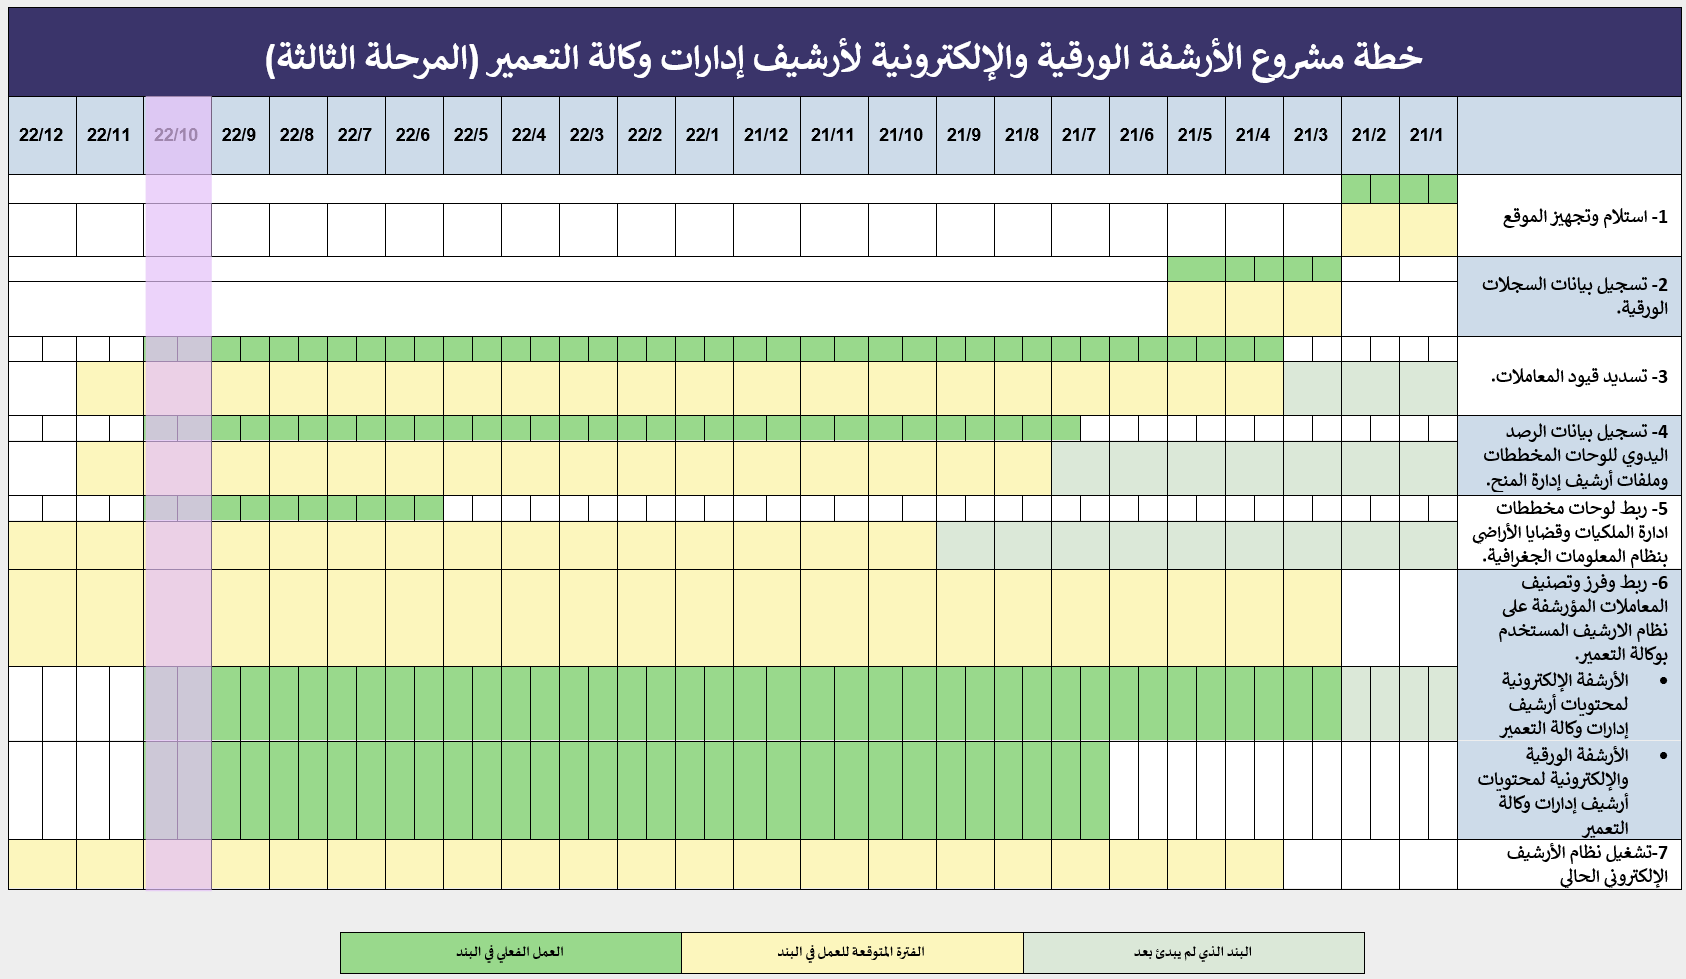 خطة مشروع الأرشفة الورقية والإلكترونية لأرشيف إدارات وكالة التعمير (المرحلة الثالثة)
21/1 21/2 21/3 21/4 21/5 21/6 21/7 21/8 21/9 21/10 21/11 21/12 22/1 22/2 22/3 22/4 22/5 22/6 22/7 22/8 22/9 22/10 22/11 22/12
1- استلام وتجهيز الموقع
2- تسجيل بيانات السجلات
الورقية.
3- تسديد قيود المعاملات.
4- تسجيل بيانات الرصد
اليدوي للوحات المخططات
وملفات أرشيف إدارة المنح.
5- ربط لوحات مخططات
ادارة الملكيات وقضايا الأراضي
بنظام المعلومات الجغرافية.
6- ربط وفرز وتصنيف
المعاملات المؤرشفة على
نظام الارشيف المستخدم
بوكالة التعمير.
• الأرشفة الإلكترونية
لمحتويات أرشيف
إدارات وكالة التعمير
• الأرشفة الورقية
والإلكترونية لمحتويات
أرشيف إدارات وكالة
التعمير
7-تشغيل نظام الأرشيف
الإلكتروني الحالي
البند الذي لم يبدئ بعد
الفترة المتوقعة للعمل في البند
العمل الفعلي في البند